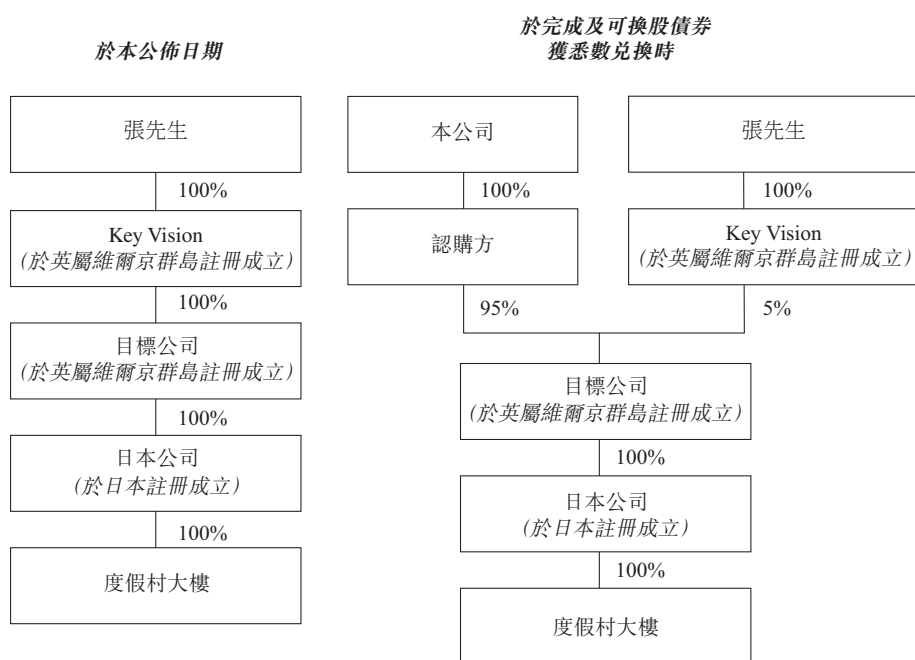 於本公佈日期
張先生
100%
Key Vision
(於英屬維爾京群島註冊成立)
100%
目標公司
(於英屬維爾京群島註冊成立)
100%
日本公司
(於日本註冊成立)
100%
度假村大樓
於完成及可換股債券
獲悉數兌換時
本公司
張先生
100%
100%
認購方
Key Vision
(於英屬維爾京群島註冊成立)
95%
5%
目標公司
(於英屬維爾京群島註冊成立)
100%
日本公司
(於日本註冊成立)
100%
度假村大樓